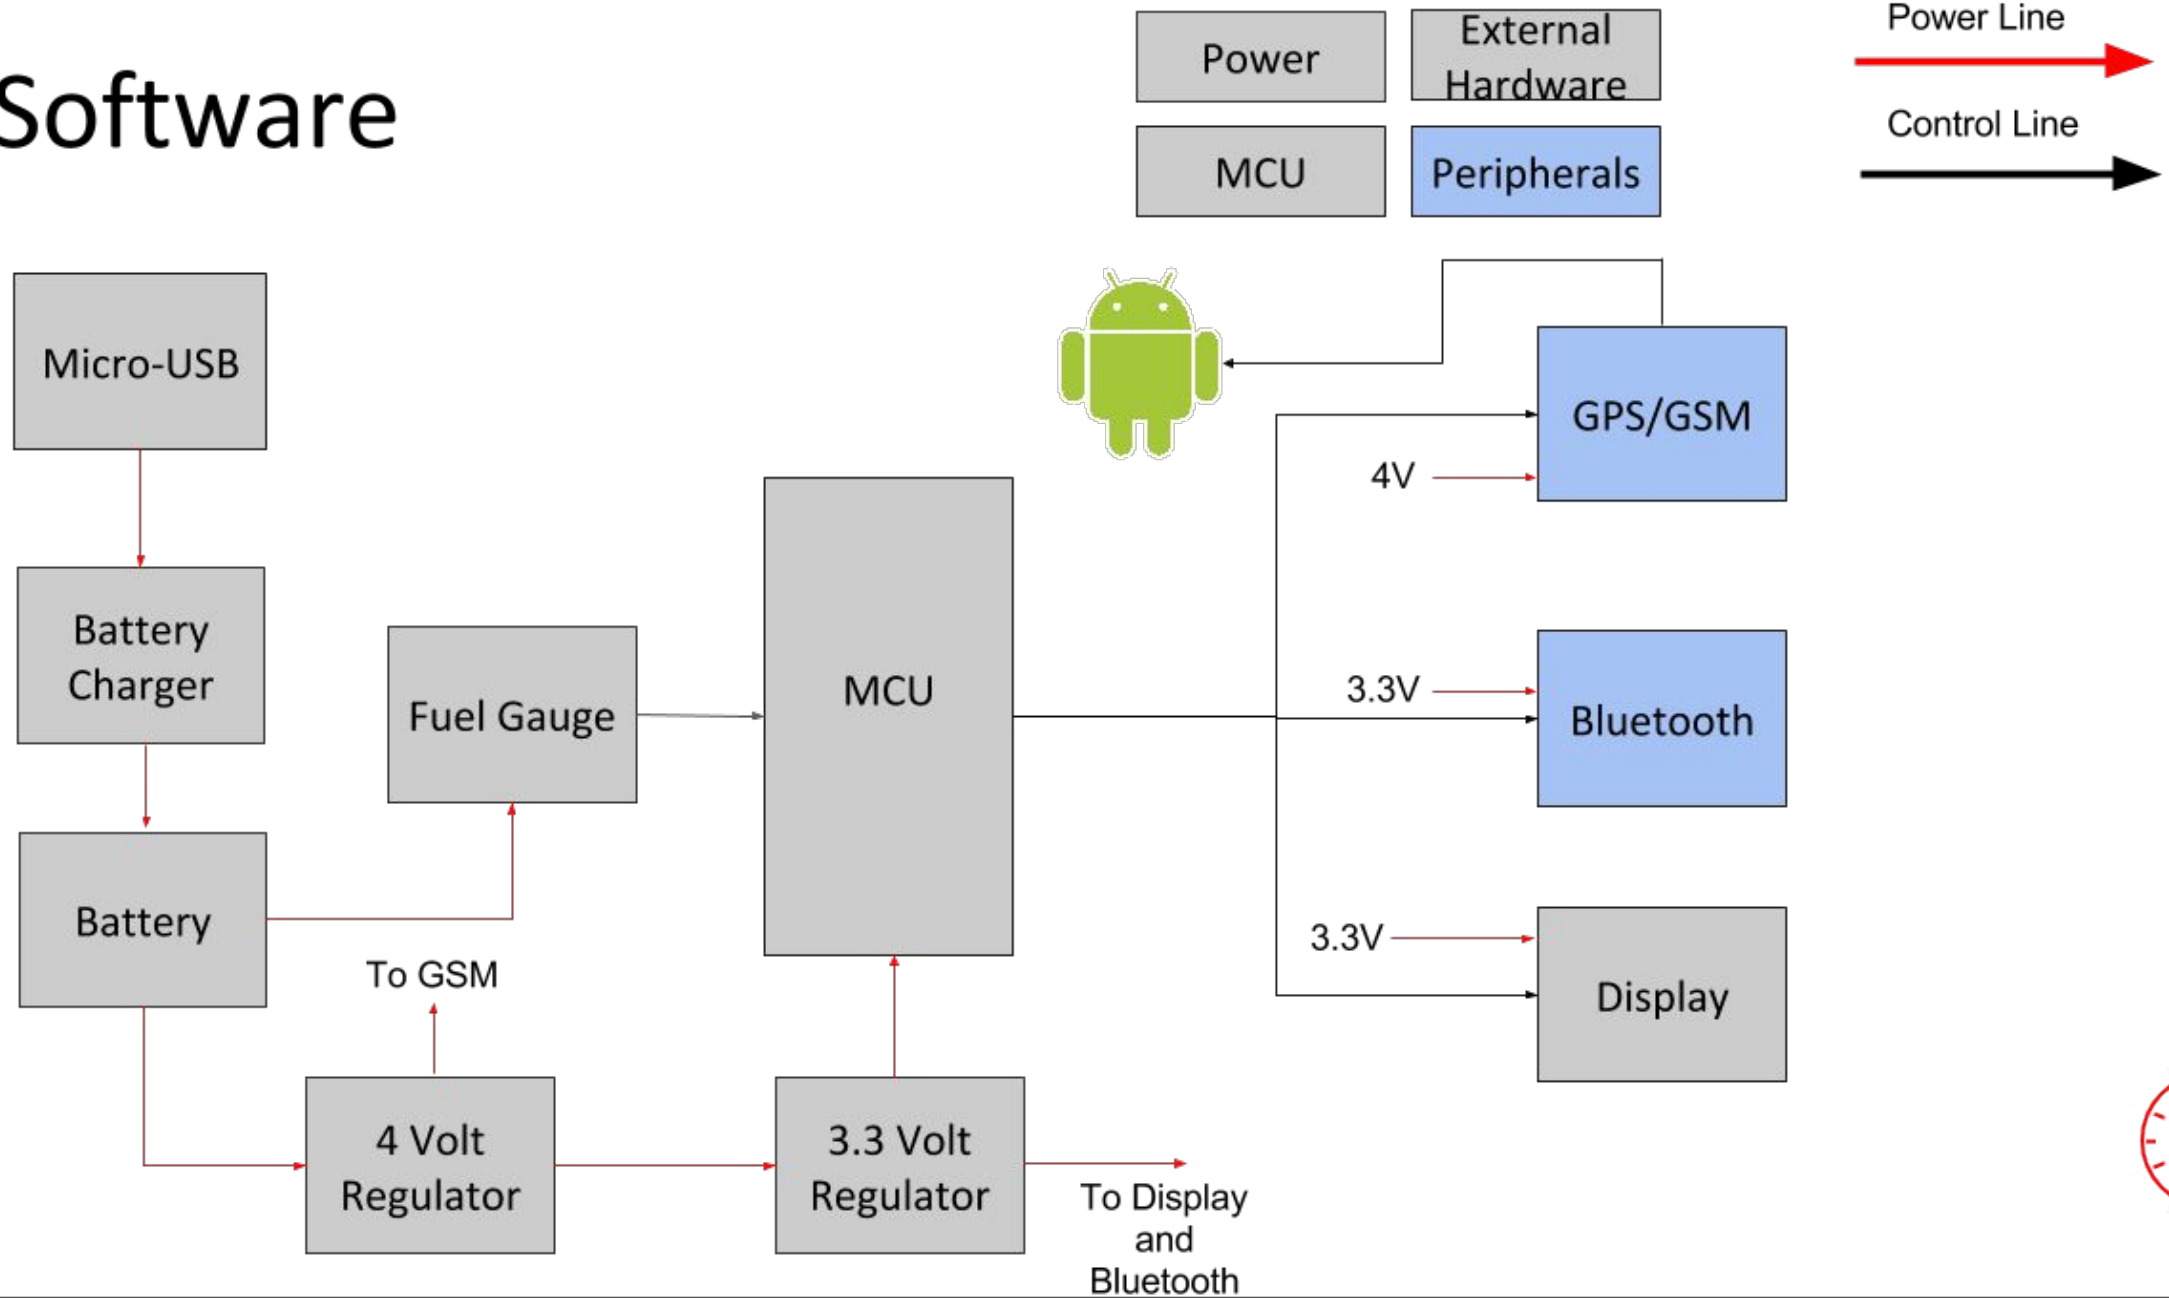 Software
Power
External
Hardware
MCU
Peripherals
Power Line
Control Line
Micro-USB
Battery
Charger
Battery
Fuel Gauge
To GSM
4 Volt
Regulator
MCU
3.3 Volt
Regulator
To Display
and
Bluetooth
GPS/GSM
4V
3.3V
Bluetooth
3.3V
Display